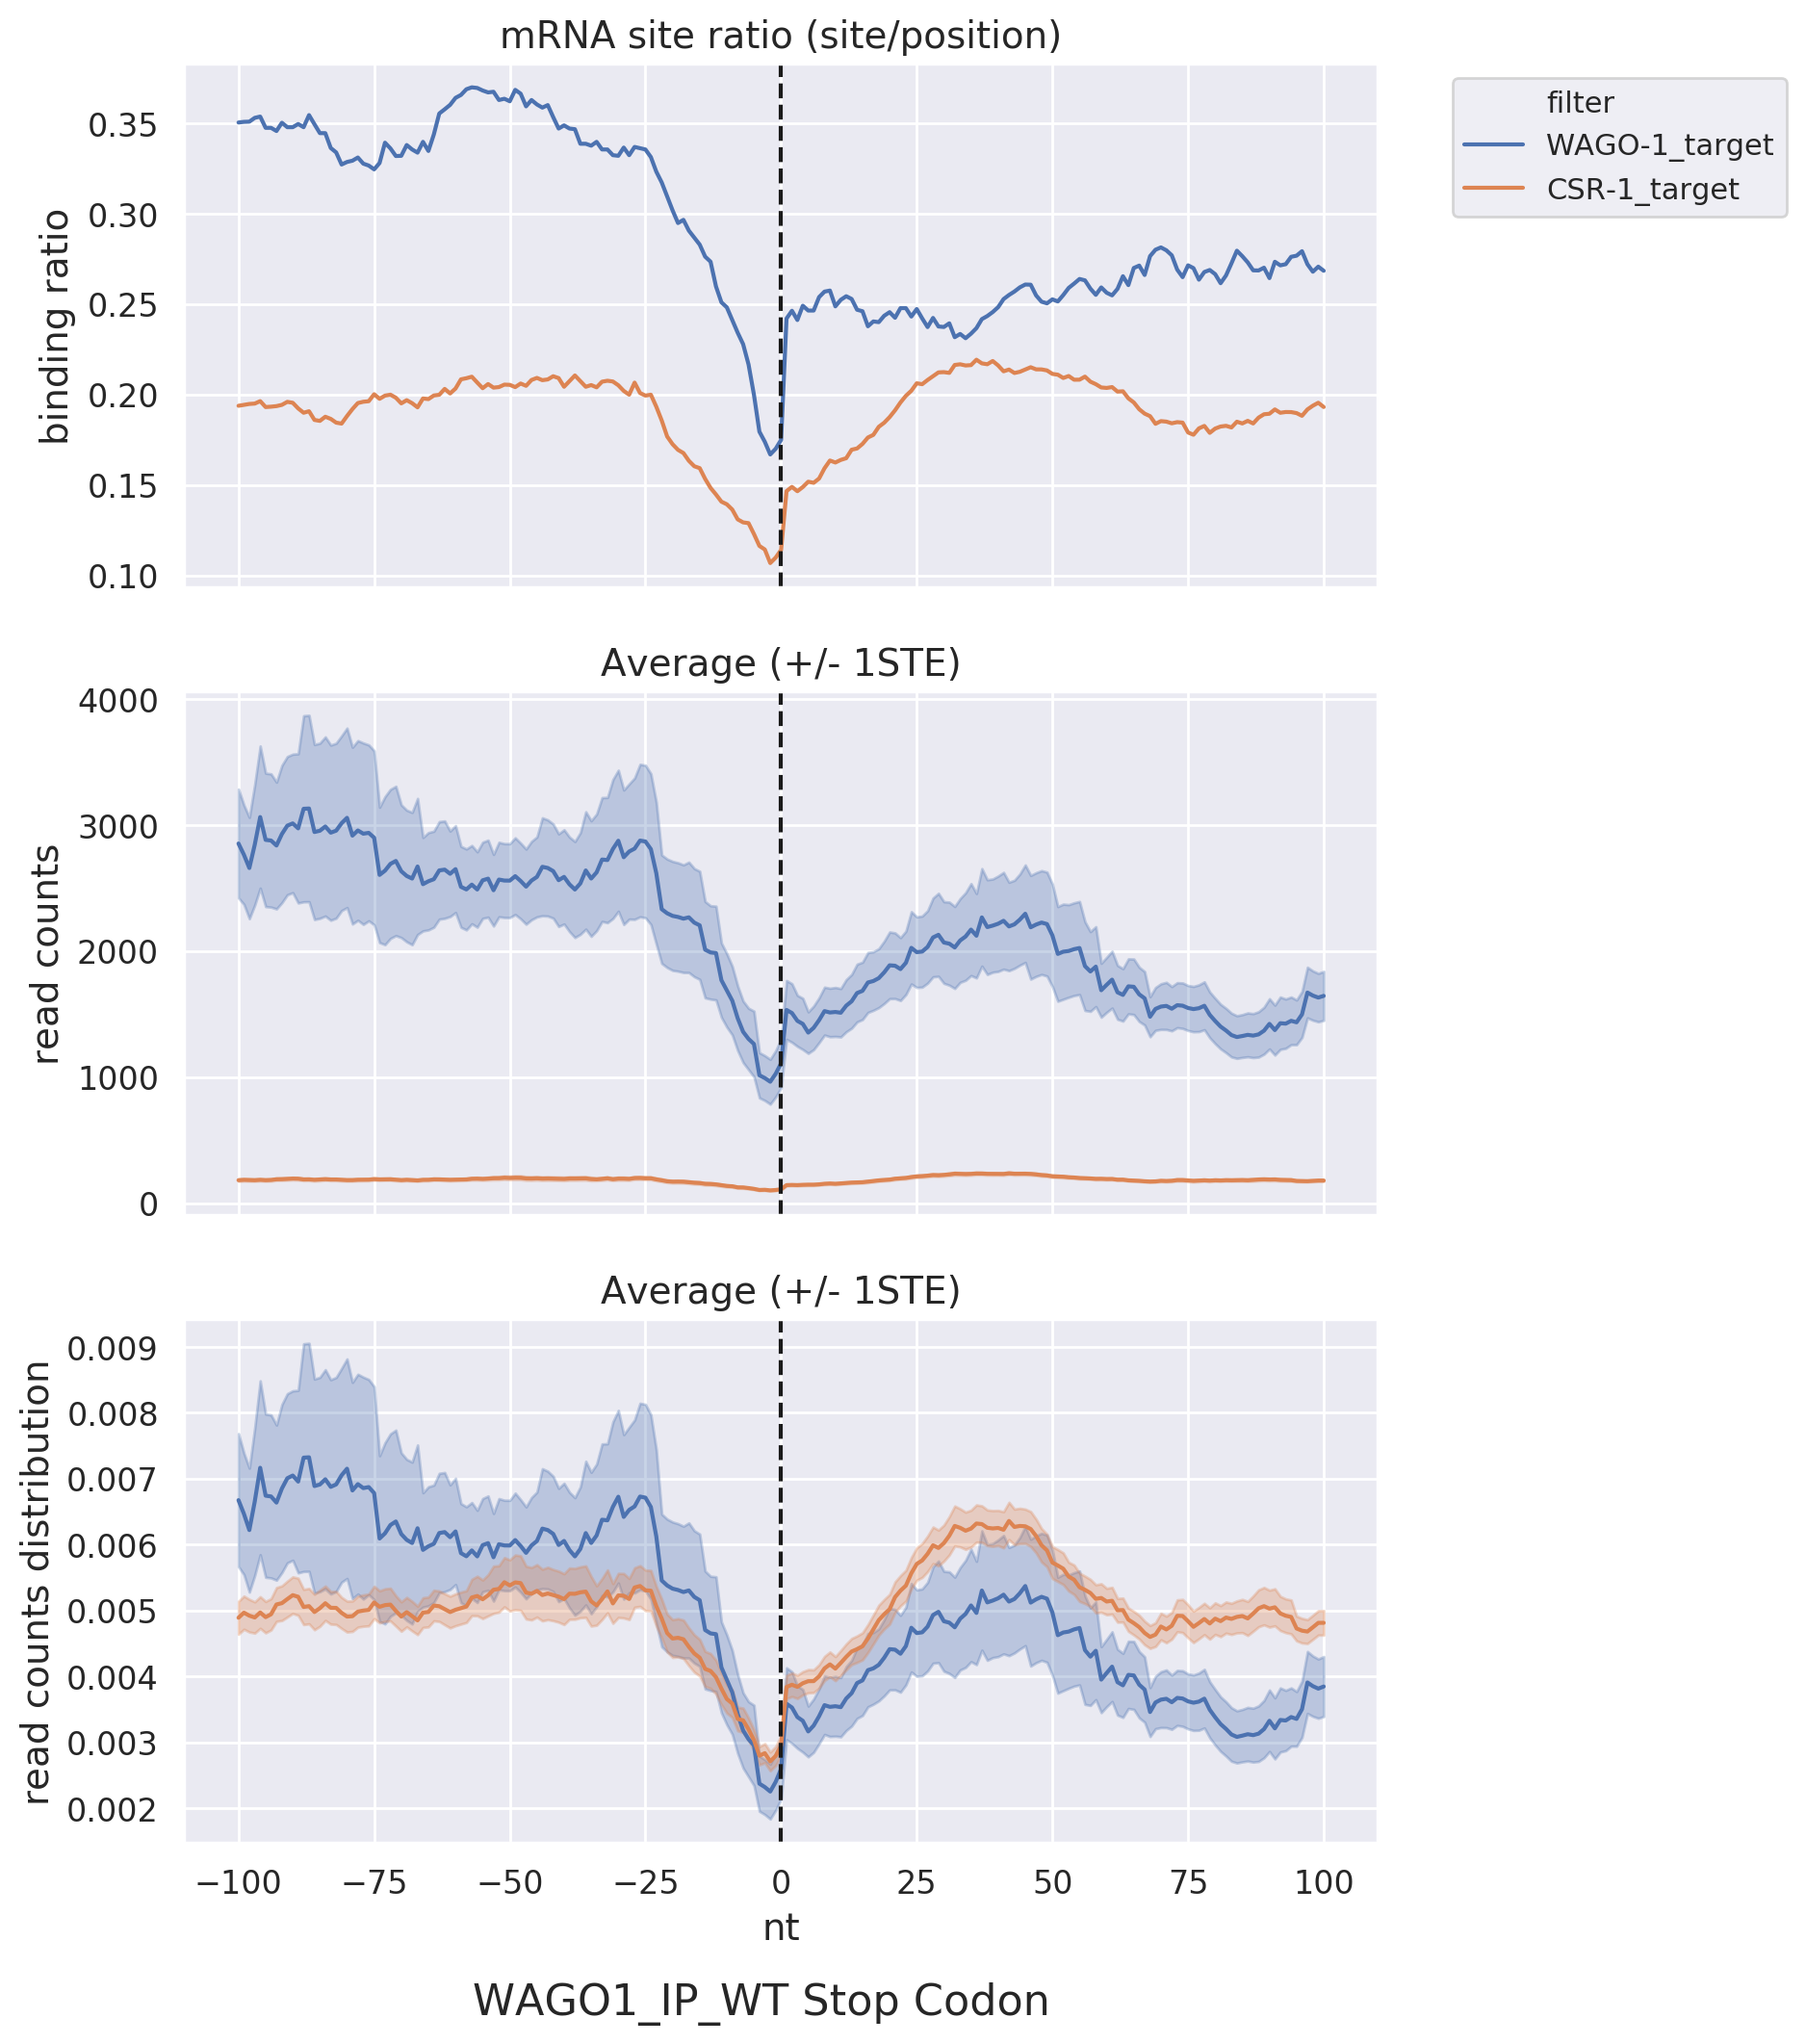 mRNA site ratio (site/position)
filter
WAGO-1_target
CSR-1_target
binding ratio
0.35
0.30
0.25
0.20
0.15
0.10
Average (+/- 1STE)
read counts
4000
3000
2000
1000
0
Average (+/- 1STE)
read counts distribution
0.009
0.008
0.007
0.006
0.005
0.004
0.003
0.002
−100 −75 −50 −25 0 25 50 75 100
nt
WAGO1_IP_WT Stop Codon